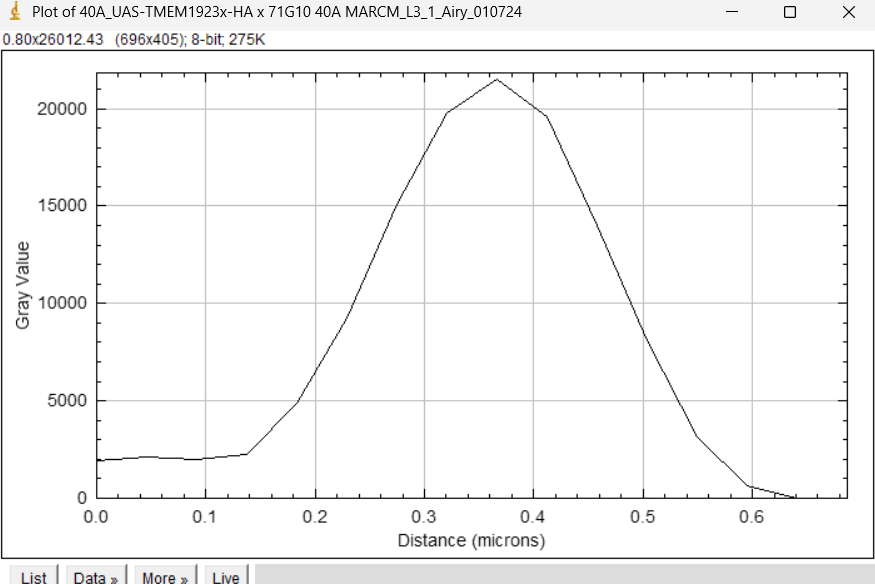 Plot of 40A_UAS-TMEM1923x-HA x 71G10 40A MARCM_L3_1_Airy_010724
0.80x26012.43 (696x405); 8-bit; 275K
20000
15000
10000
5000
0
Gray Value
0.0 0.1 0.2 0.3 0.4 0.5 0.6
Distance (microns)
List Data » More » Live